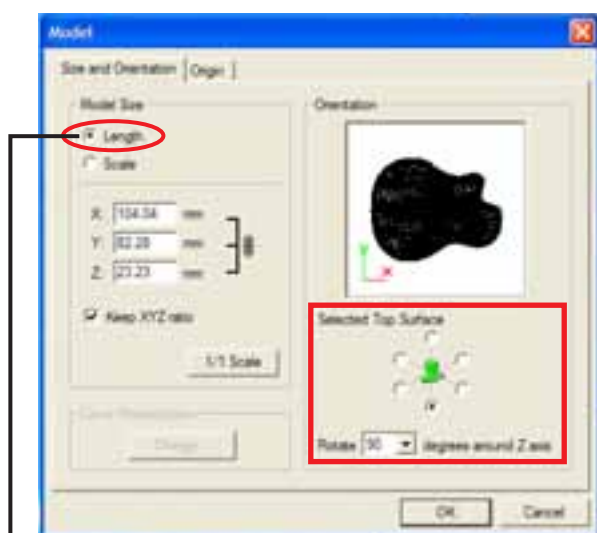 Model
Size and Orientation
Origin
Model Size
Length
Scale
X: 104.04 mm
Y: 82.28 mm
Z: 23.23 mm
Keep XYZ ratio
1/1 Scale
Orientation
Y
X
Selected Top Surface
Rotate 90 degrees around Z axis
OK
Cancel